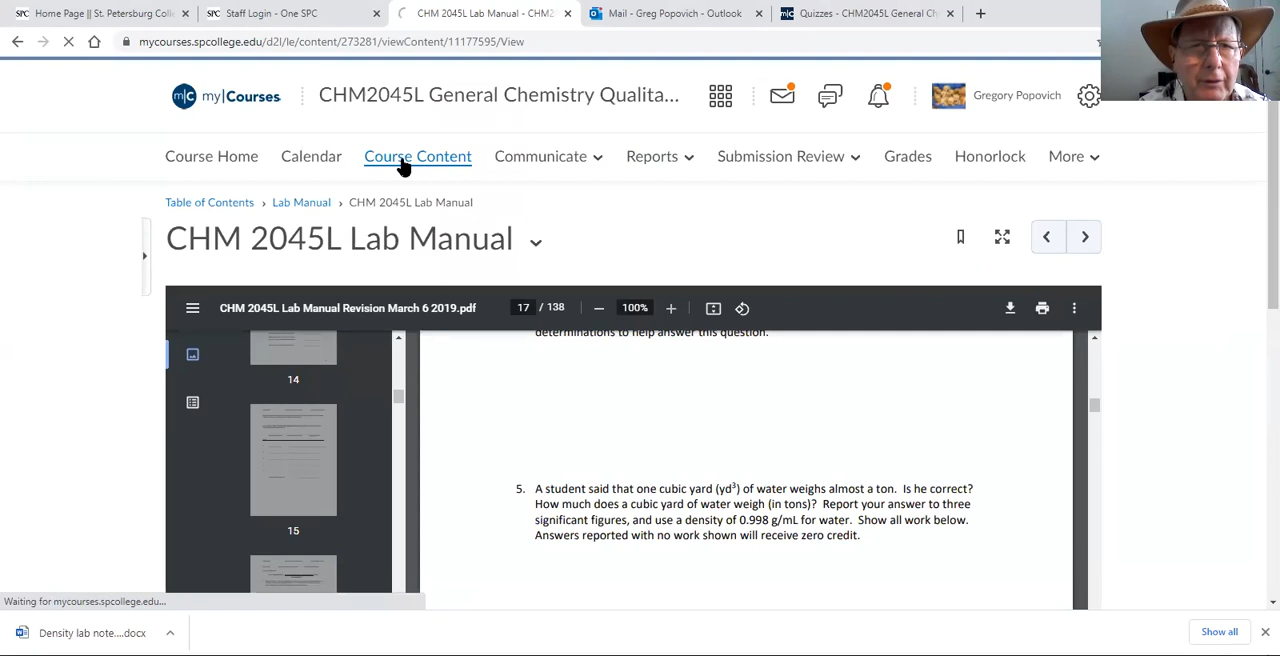 Home Page || St. Petersburg Colle
Staff Login - One SPC
CHM 2045L Lab Manual - CHM2
Mail - Greg Popovich - Outlook
Quizzes - CHM2045L General Ch
mycourses.spcollege.edu/d2l/le/content/273281/viewContent/11177595/View
m|C my|Courses
CHM2045L General Chemistry Qualita...
Gregory Popovich
Course Home
Calendar
Course Content
Communicate
Reports
Submission Review
Grades
Honorlock
More
Table of Contents › Lab Manual › CHM 2045L Lab Manual
CHM 2045L Lab Manual
CHM 2045L Lab Manual Revision March 6 2019.pdf
17 / 138
100%
determinations to help answer this question.
14
15
5. A student said that one cubic yard (yd³) of water weighs almost a ton. Is he correct?
How much does a cubic yard of water weigh (in tons)? Report your answer to three
significant figures, and use a density of 0.998 g/mL for water. Show all work below.
Answers reported with no work shown will receive zero credit.
Waiting for mycourses.spcollege.edu...
Density lab note....docx
Show all